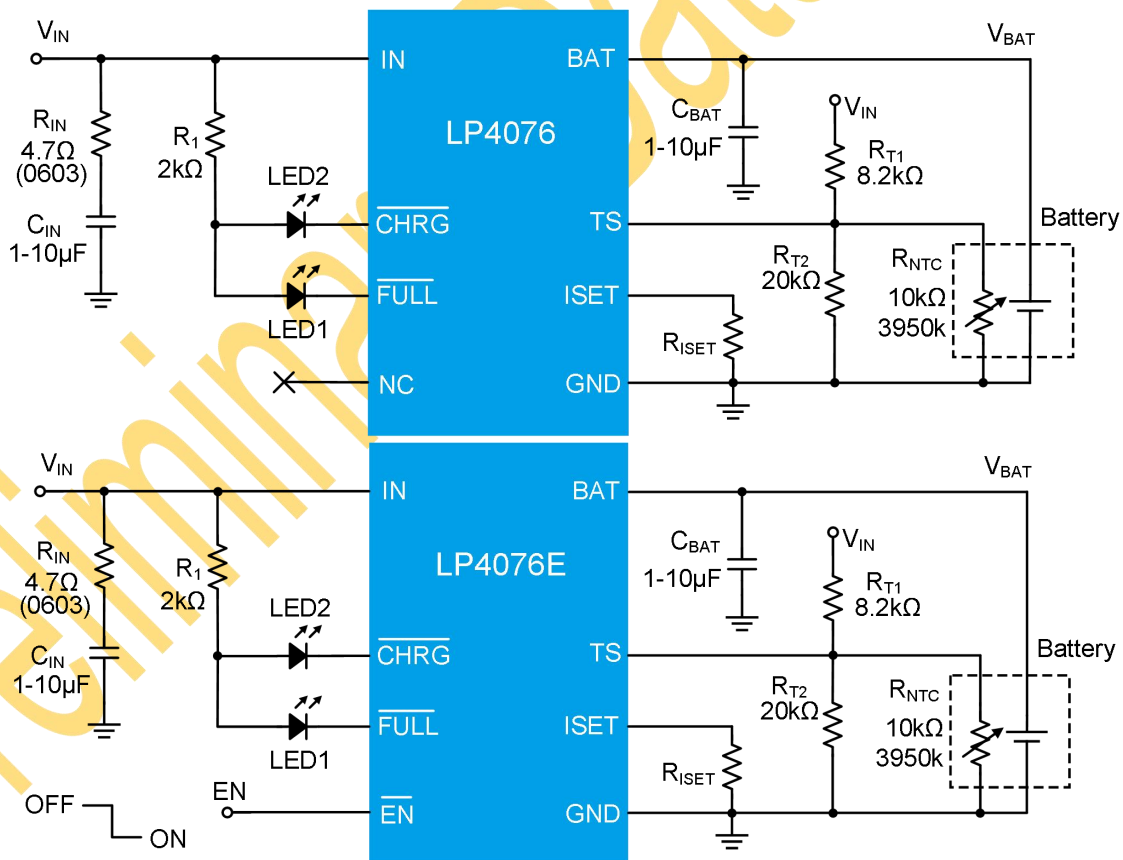 VIN
IN
BAT
VBAT
RIN
4.7Ω
(0603)
R1
2kΩ
LP4076
CBAT
1-10µF
VIN
RT1
8.2kΩ
LED2
CIN
1-10µF
CHRG
TS
Battery
RT2
20kΩ
RNTC
10kΩ
3950k
FULL
ISET
LED1
RISET
NC
GND
VIN
IN
BAT
VBAT
RIN
4.7Ω
(0603)
R1
2kΩ
LP4076E
CBAT
1-10µF
VIN
RT1
8.2kΩ
LED2
CIN
1-10µF
CHRG
TS
Battery
RT2
20kΩ
RNTC
10kΩ
3950k
FULL
ISET
LED1
RISET
OFF
ON
EN
EN
GND